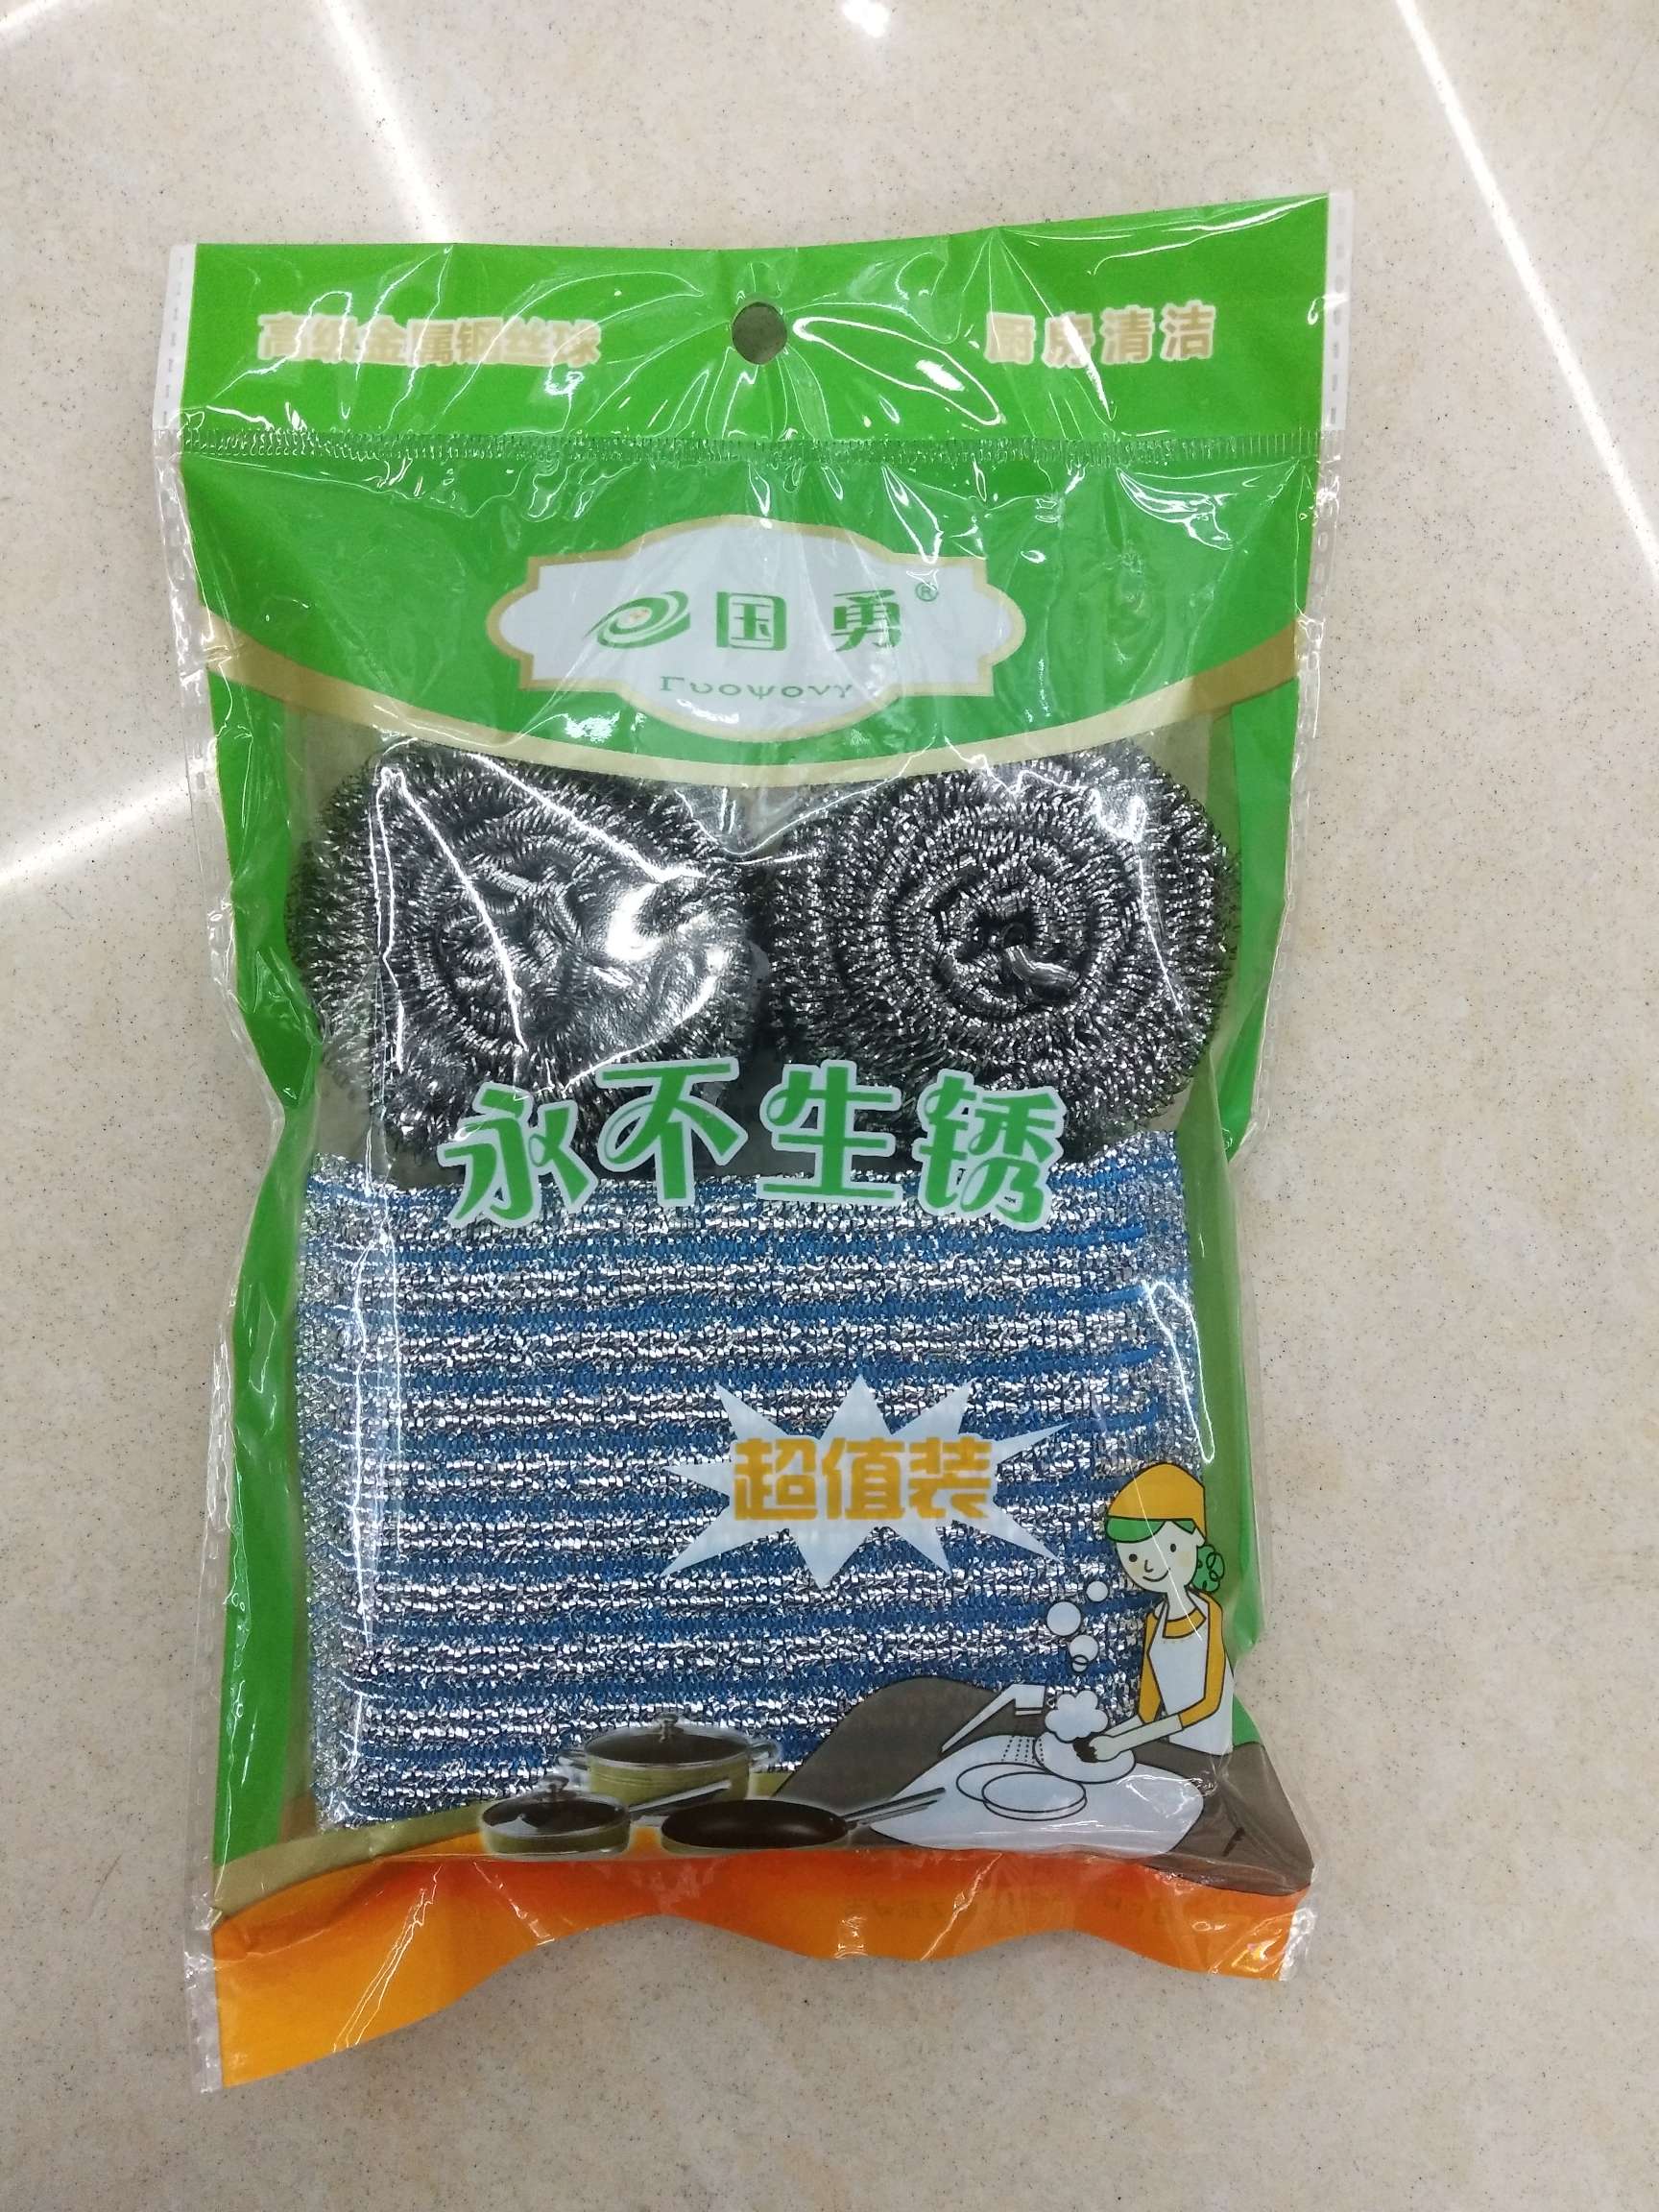 高级金属钢丝球
厨房清洁
国勇®
Γυοψονγ
永不生锈
超值装